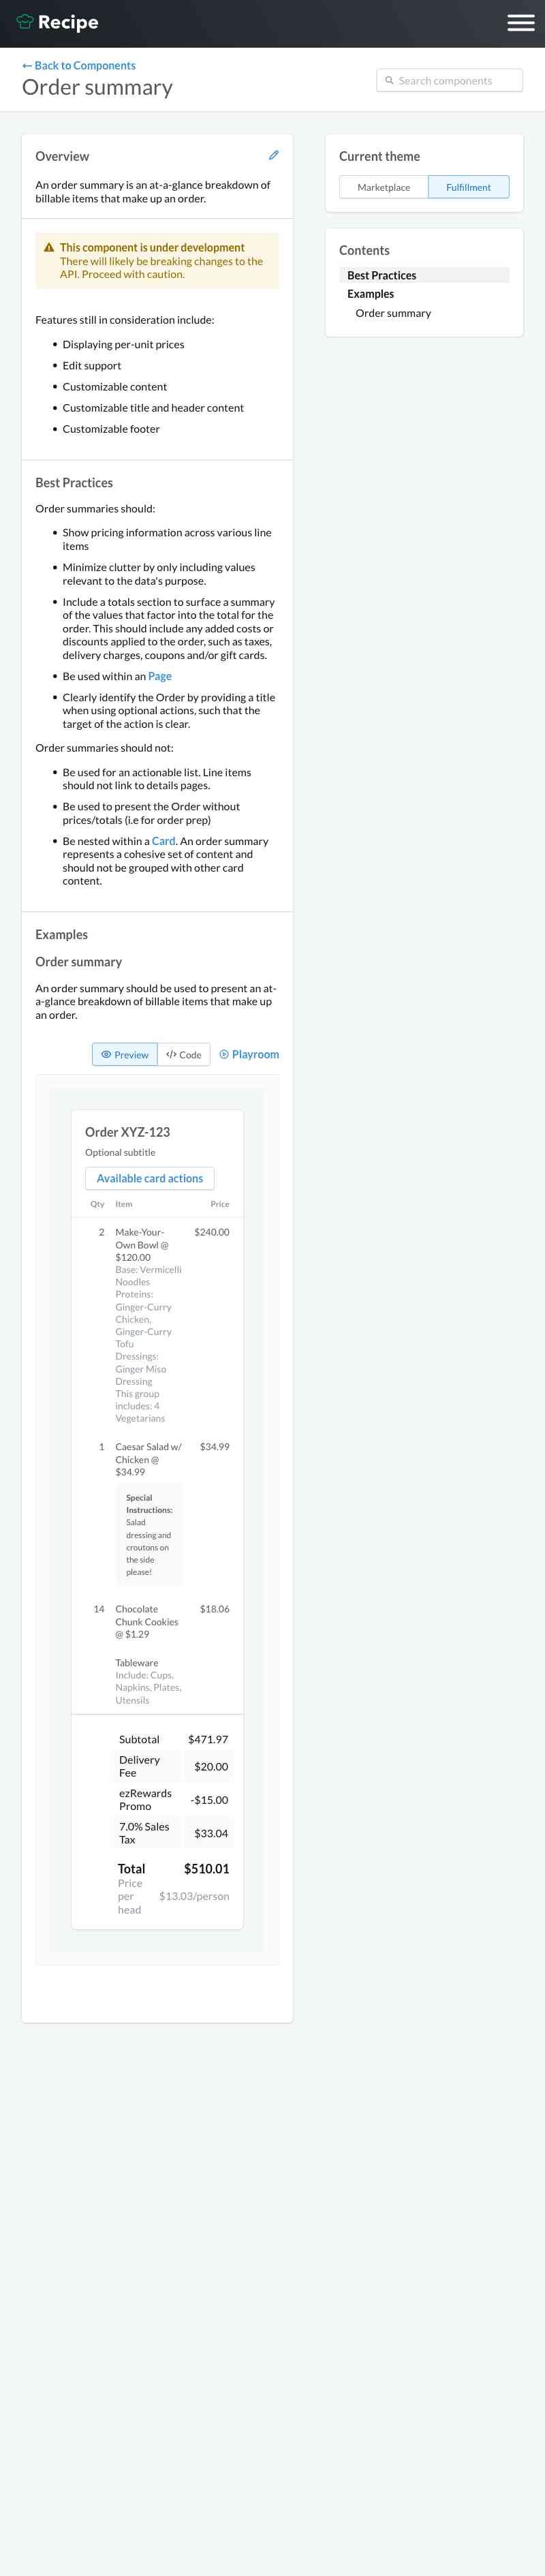 Recipe
← Back to Components
Order summary
Search components
Overview
An order summary is an at-a-glance breakdown of
billable items that make up an order.
This component is under development
There will likely be breaking changes to the
API. Proceed with caution.
Features still in consideration include:
• Displaying per-unit prices
• Edit support
• Customizable content
• Customizable title and header content
• Customizable footer
Best Practices
Order summaries should:
• Show pricing information across various line
items
• Minimize clutter by only including values
relevant to the data's purpose.
• Include a totals section to surface a summary
of the values that factor into the total for the
order. This should include any added costs or
discounts applied to the order, such as taxes,
delivery charges, coupons and/or gift cards.
• Be used within an Page
• Clearly identify the Order by providing a title
when using optional actions, such that the
target of the action is clear.
Order summaries should not:
• Be used for an actionable list. Line items
should not link to details pages.
• Be used to present the Order without
prices/totals (i.e for order prep)
• Be nested within a Card. An order summary
represents a cohesive set of content and
should not be grouped with other card
content.
Examples
Order summary
An order summary should be used to present an at-
a-glance breakdown of billable items that make up
an order.
Preview </> Code Playroom
Order XYZ-123
Optional subtitle
Available card actions
Qty Item Price
2 Make-Your- $240.00
Own Bowl @
$120.00
Base: Vermicelli
Noodles
Proteins:
Ginger-Curry
Chicken,
Ginger-Curry
Tofu
Dressings:
Ginger Miso
Dressing
This group
includes: 4
Vegetarians
1 Caesar Salad w/ $34.99
Chicken @
$34.99
Special
Instructions:
Salad
dressing and
croutons on
the side
please!
14 Chocolate $18.06
Chunk Cookies
@ $1.29
Tableware
Include: Cups,
Napkins, Plates,
Utensils
Subtotal $471.97
Delivery
Fee $20.00
ezRewards
Promo -$15.00
7.0% Sales
Tax $33.04
Total $510.01
Price
per
head $13.03/person
Current theme
Marketplace Fulfillment
Contents
Best Practices
Examples
Order summary